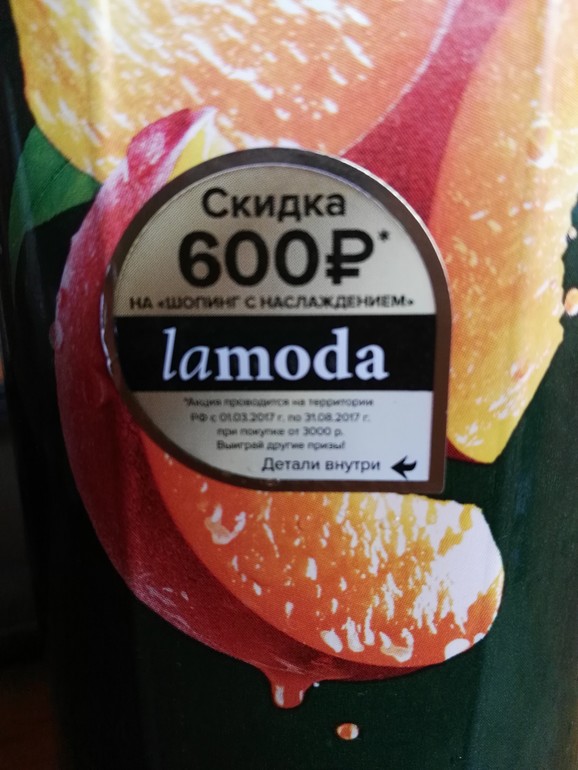 Скидка
600₽*
НА «ШОПИНГ С НАСЛАЖДЕНИЕМ»
lamoda
*Акция проводится на территории
РФ с 01.03.2017 г. по 31.08.2017 г.
при покупке от 3000 р.
Выиграй другие призы!
Детали внутри